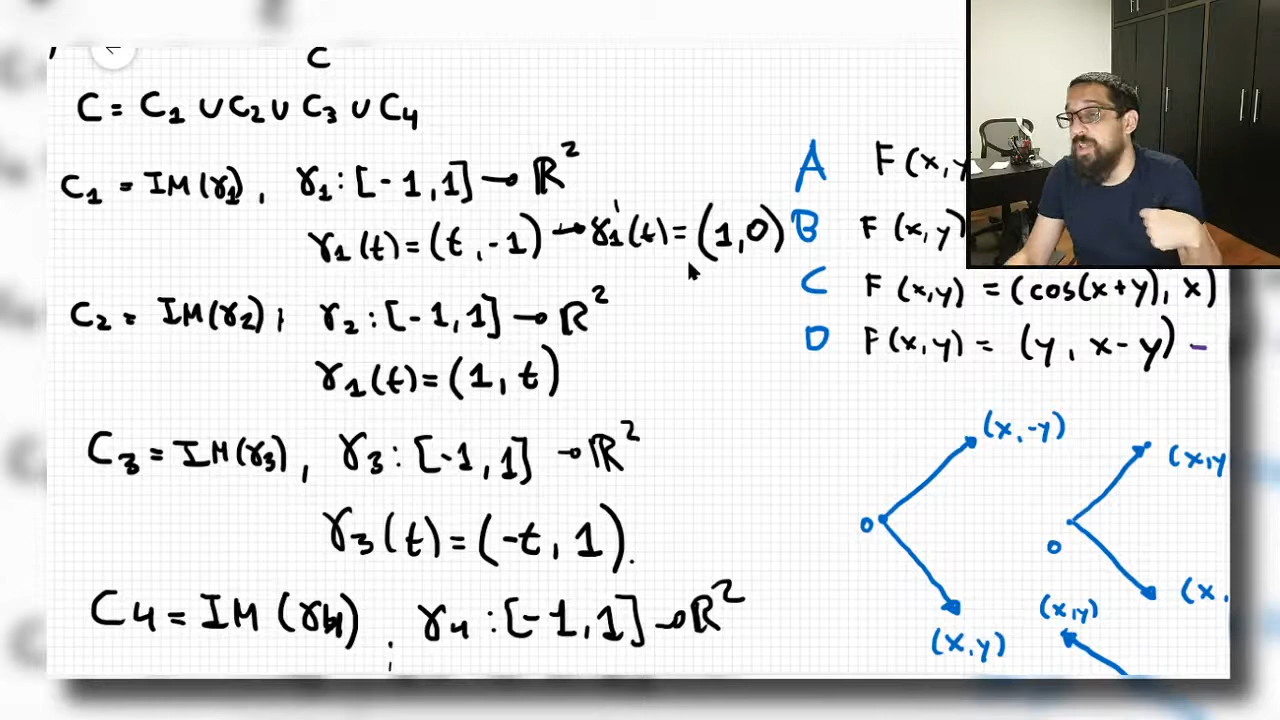 C
C = C1 ∪ C2 ∪ C3 ∪ C4
C1 = IM(γ1), γ1 : [-1,1] → ℝ²
γ1(t) = (t, -1) → γ1'(t) = (1,0)
C2 = IM(γ2); γ2 : [-1,1] → ℝ²
γ1(t) = (1, t)
C3 = IM(γ3), γ3 : [-1,1] → ℝ²
γ3(t) = (-t, 1).
C4 = IM(γ4), γ4 : [-1,1] → ℝ²
A F(x,y
B F(x,y)
C F(x,y) = (cos(x+y), x)
D F(x,y) = (y, x-y) -
(x,-y)
0
(x,y)
(x,y
0
(x,
(x,y)